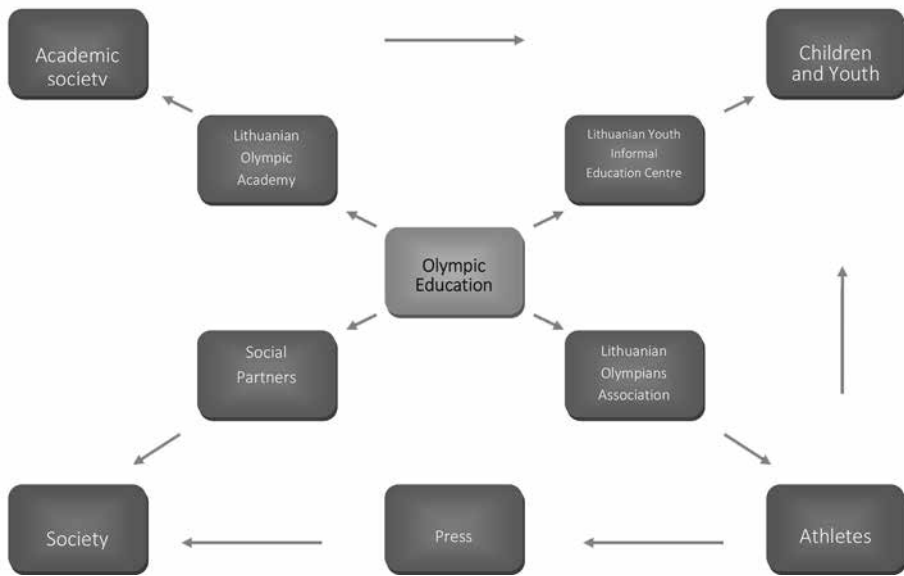 Academic
society
Children
and Youth
Lithuanian
Olympic
Academy
Lithuanian Youth
Informal
Education Centre
Olympic
Education
Social
Partners
Lithuanian
Olympians
Association
Society
Press
Athletes